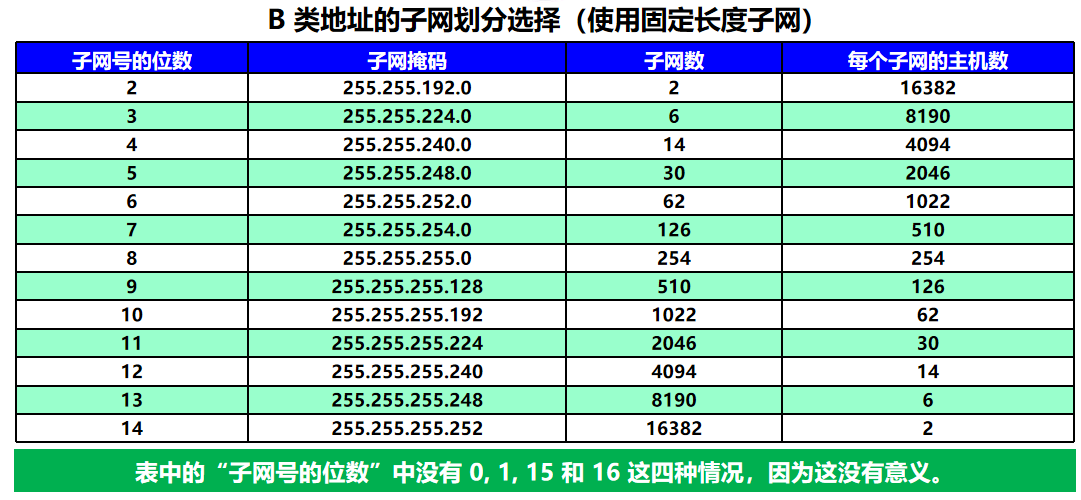 B 类地址的子网划分选择（使用固定长度子网）
子网号的位数 子网掩码 子网数 每个子网的主机数
2 255.255.192.0 2 16382
3 255.255.224.0 6 8190
4 255.255.240.0 14 4094
5 255.255.248.0 30 2046
6 255.255.252.0 62 1022
7 255.255.254.0 126 510
8 255.255.255.0 254 254
9 255.255.255.128 510 126
10 255.255.255.192 1022 62
11 255.255.255.224 2046 30
12 255.255.255.240 4094 14
13 255.255.255.248 8190 6
14 255.255.255.252 16382 2
表中的“子网号的位数”中没有 0, 1, 15 和 16 这四种情况，因为这没有意义。